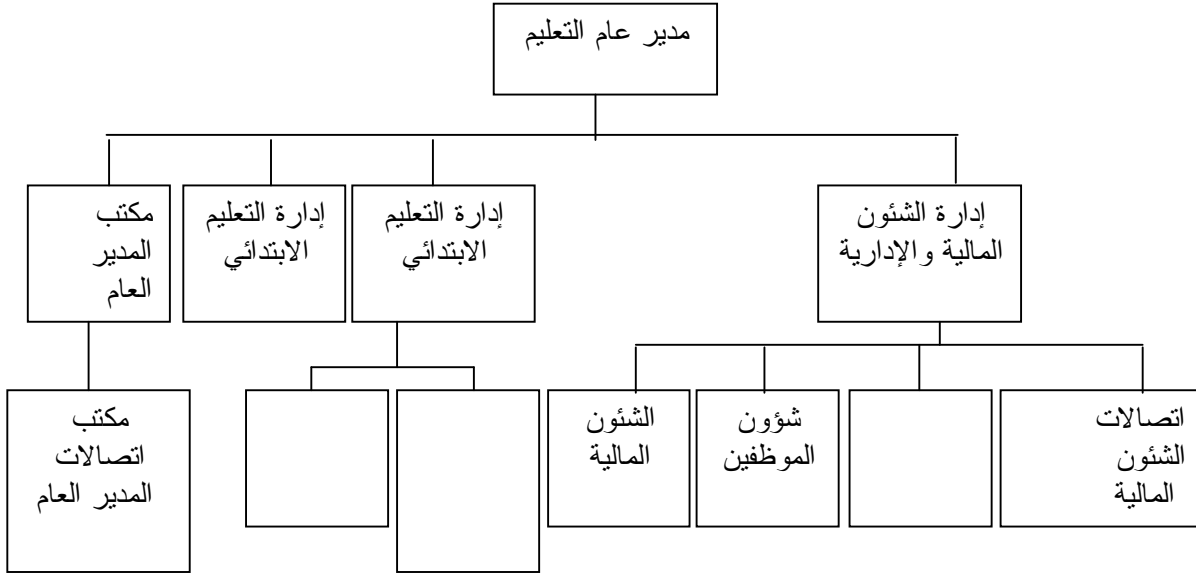 مدير عام التعليم
إدارة الشئون
المالية والإدارية
إدارة التعليم
الابتدائي
إدارة التعليم
الابتدائي
مكتب
المدير
العام
اتصالات
الشئون
المالية
شؤون
الموظفين
الشئون
المالية
مكتب
اتصالات
المدير العام